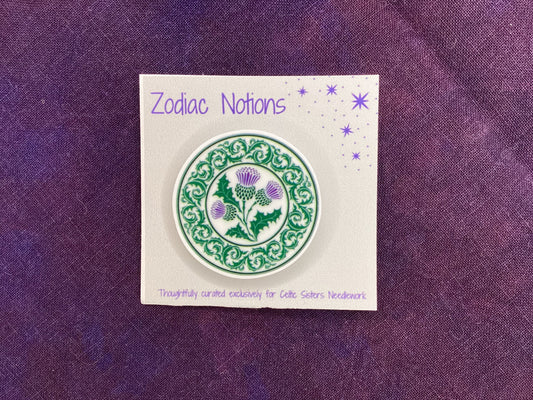 Zodiac Notions
Thoughtfully curated exclusively for Celtic Sisters Needlework